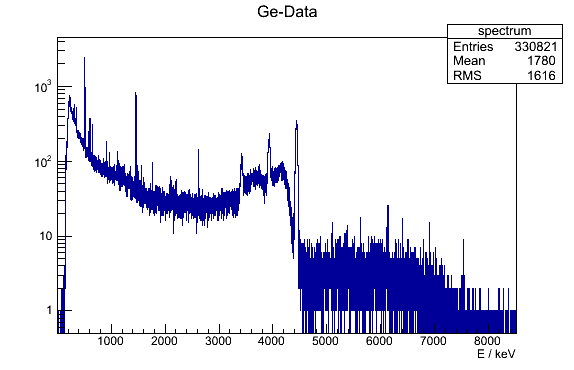 Ge-Data
spectrum
Entries 330821
Mean 1780
RMS 1616
10³
10²
10
1
1000 2000 3000 4000 5000 6000 7000 8000
E / keV